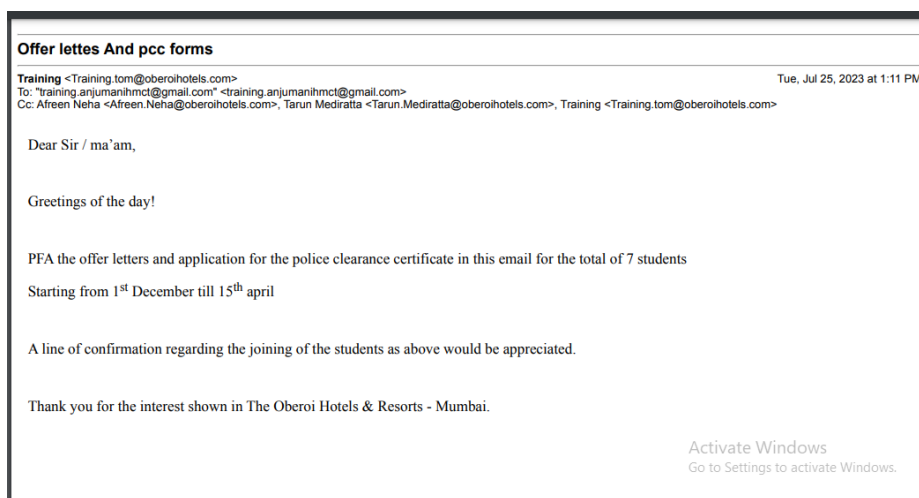 Offer lettes And pcc forms
Training <Training.tom@oberoihotels.com> Tue, Jul 25, 2023 at 1:11 PM
To: "training.anjumanihmct@gmail.com" <training.anjumanihmct@gmail.com>
Cc: Afreen Neha <Afreen.Neha@oberoihotels.com>, Tarun Mediratta <Tarun.Mediratta@oberoihotels.com>, Training <Training.tom@oberoihotels.com>
Dear Sir / ma’am,
Greetings of the day!
PFA the offer letters and application for the police clearance certificate in this email for the total of 7 students
Starting from 1st December till 15th april
A line of confirmation regarding the joining of the students as above would be appreciated.
Thank you for the interest shown in The Oberoi Hotels & Resorts - Mumbai.
Activate Windows
Go to Settings to activate Windows.